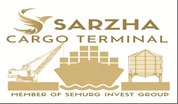 SARZHA
CARGO TERMINAL
MEMBER OF SEMURG INVEST GROUP